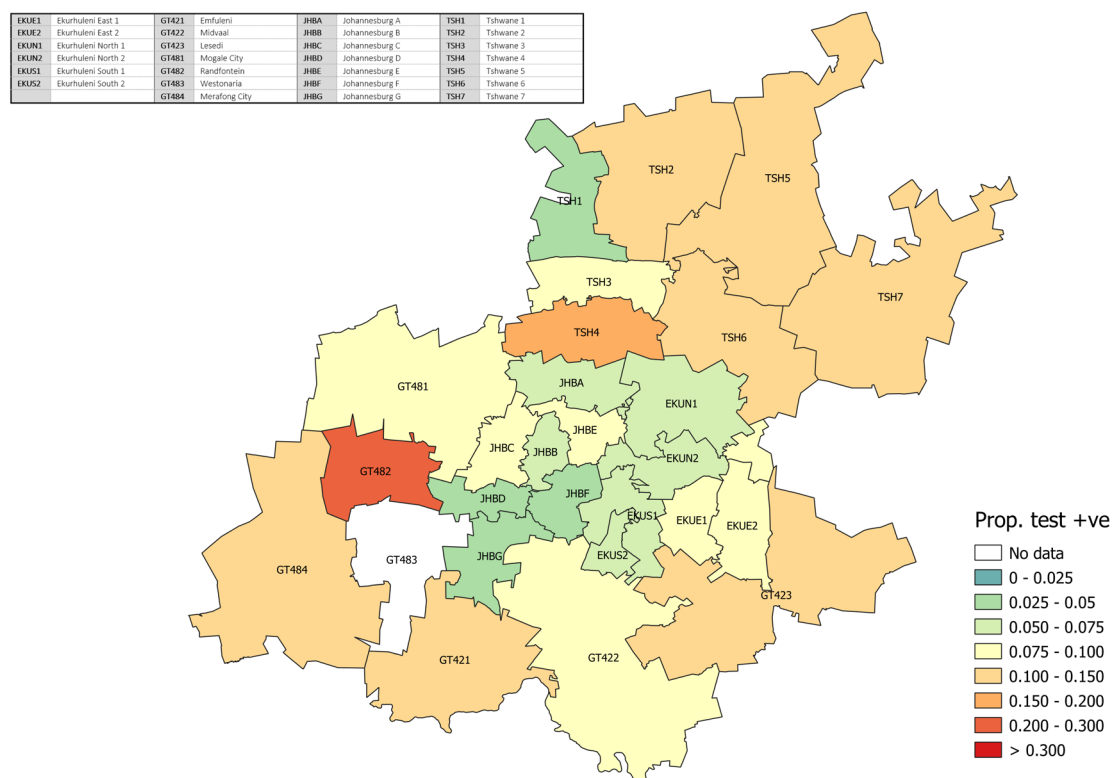 EKUE1 Ekurhuleni East 1 GT421 Emfuleni JHBA Johannesburg A TSH1 Tshwane 1
EKUE2 Ekurhuleni East 2 GT422 Midvaal JHBB Johannesburg B TSH2 Tshwane 2
EKUN1 Ekurhuleni North 1 GT423 Lesedi JHBC Johannesburg C TSH3 Tshwane 3
EKUN2 Ekurhuleni North 2 GT481 Mogale City JHBD Johannesburg D TSH4 Tshwane 4
EKUS1 Ekurhuleni South 1 GT482 Randfontein JHBE Johannesburg E TSH5 Tshwane 5
EKUS2 Ekurhuleni South 2 GT483 Westonaria JHBF Johannesburg F TSH6 Tshwane 6
GT484 Merafong City JHBG Johannesburg G TSH7 Tshwane 7
TSH2
TSH5
TSH1
TSH3
TSH7
TSH4
TSH6
GT481
JHBA
EKUN1
JHBE
JHBC
JHBB
EKUN2
GT482
JHBD
JHBF
EKUS1
EKUE1
EKUE2
JHBG
EKUS2
GT483
GT484
GT423
GT421
GT422
Prop. test +ve
No data
0 - 0.025
0.025 - 0.05
0.050 - 0.075
0.075 - 0.100
0.100 - 0.150
0.150 - 0.200
0.200 - 0.300
> 0.300